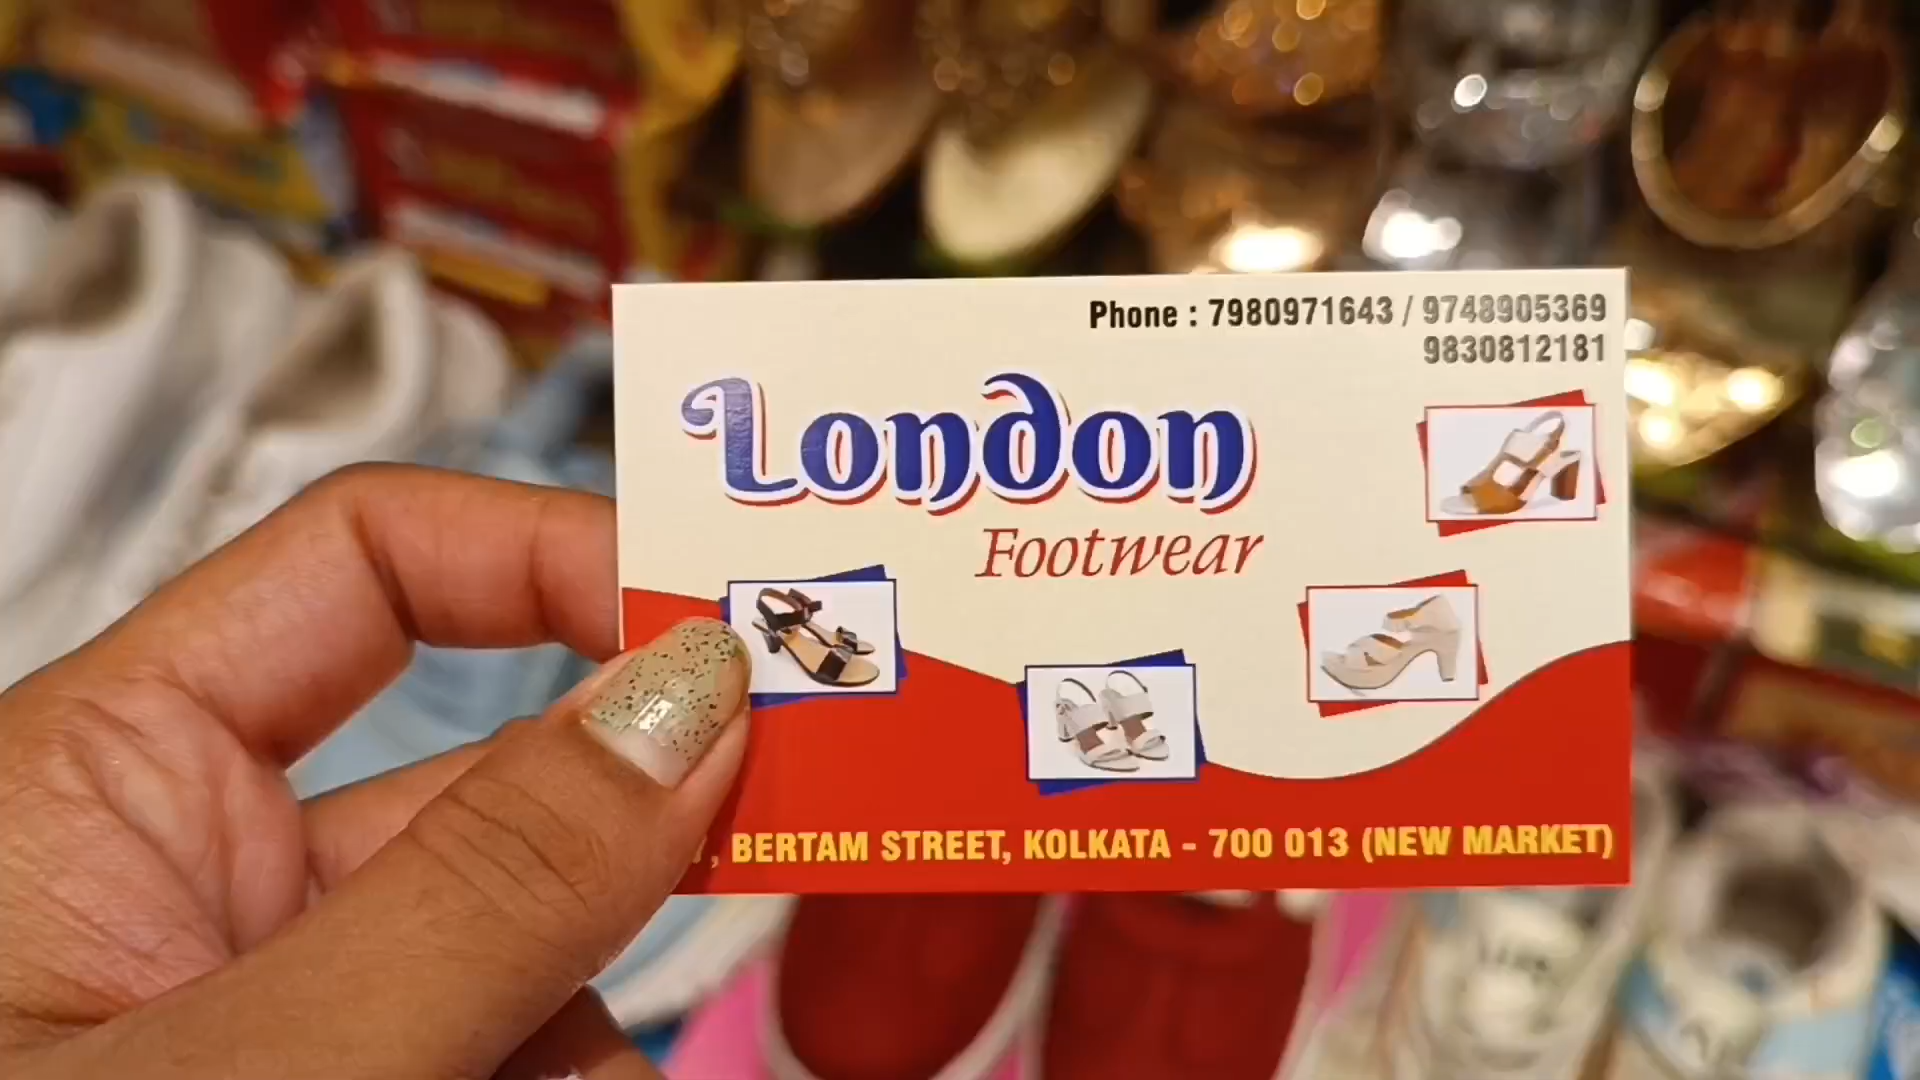 Phone : 7980971643 / 9748905369
9830812181
London
Footwear
, BERTAM STREET, KOLKATA - 700 013 (NEW MARKET)